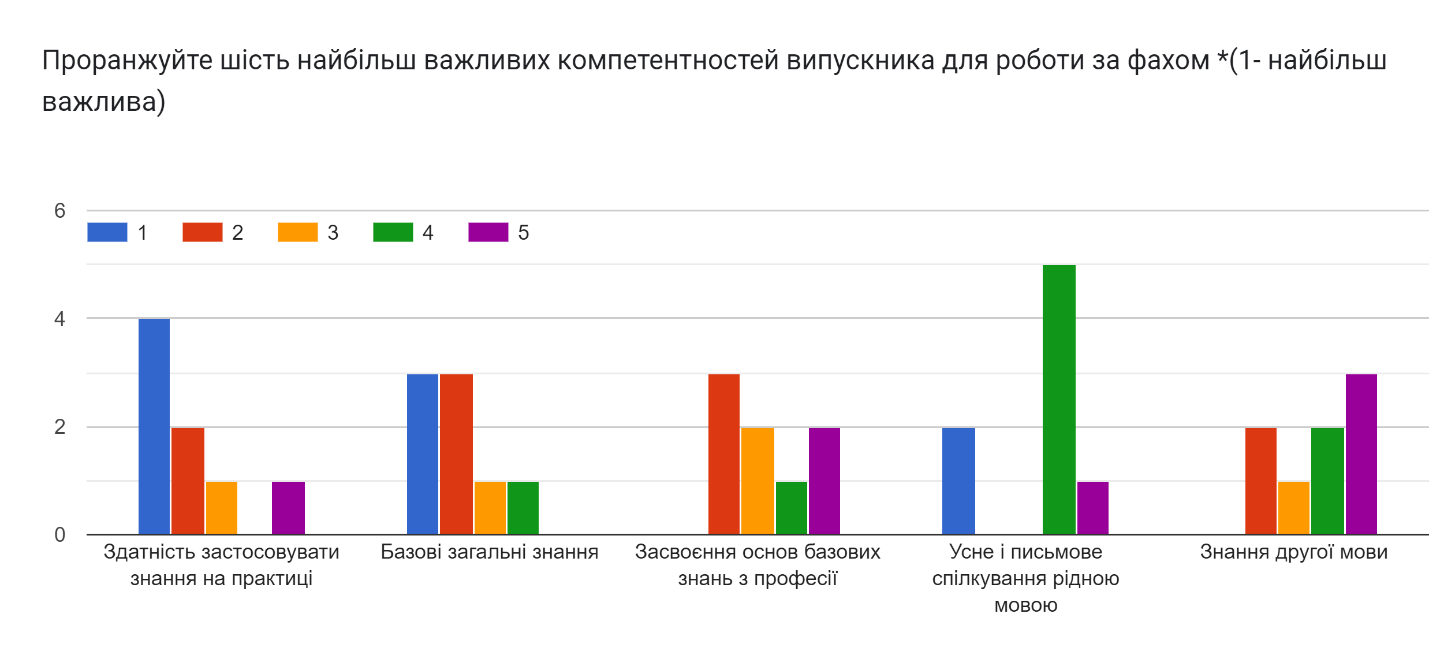 Проранжуйте шість найбільш важливих компетентностей випускника для роботи за фахом *(1- найбільш
важлива)
6
1 2 3 4 5
4
2
0
Здатність застосовувати
знання на практиці
Базові загальні знання
Засвоєння основ базових
знань з професії
Усне і письмове
спілкування рідною
мовою
Знання другої мови